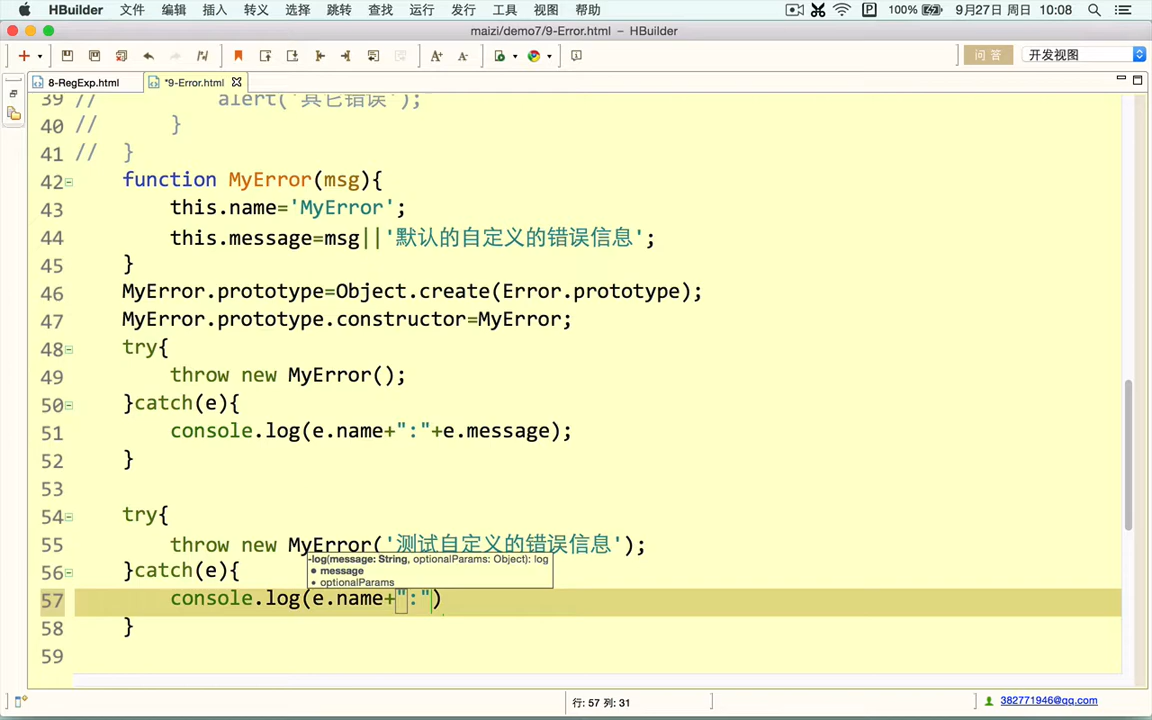 HBuilder 文件 编辑 插入 转义 选择 跳转 查找 运行 发行 工具 视图 帮助 100% 9月27日 周日 10:08
maizi/demo7/9-Error.html – HBuilder
问 答 开发视图
8-RegExp.html *9-Error.html
39 // alert('其它错误');
40 // }
41 // }
42 function MyError(msg){
43 this.name='MyError';
44 this.message=msg||'默认的自定义的错误信息';
45 }
46 MyError.prototype=Object.create(Error.prototype);
47 MyError.prototype.constructor=MyError;
48 try{
49 throw new MyError();
50 }catch(e){
51 console.log(e.name+":"+e.message);
52 }
53
54 try{
55 throw new MyError('测试自定义的错误信息');
-log(message: String, optionalParams: Object): log
56 }catch(e){
• message
• optionalParams
57 console.log(e.name+":")
58 }
59
行: 57 列: 31 382771946@qq.com